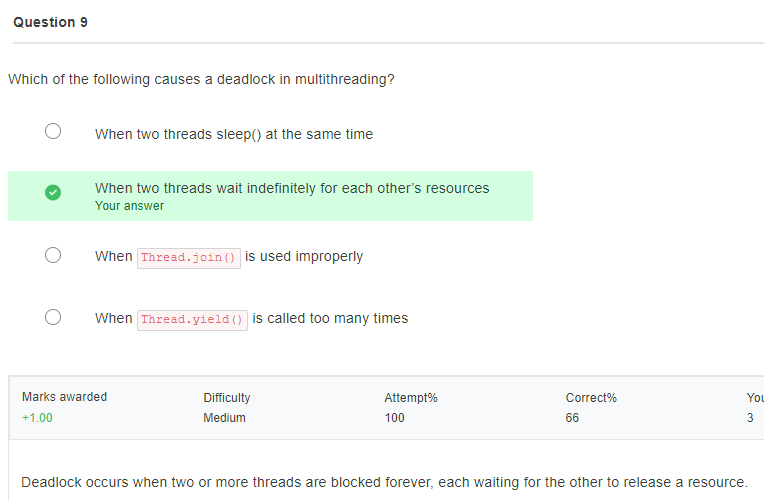 Question 9
Which of the following causes a deadlock in multithreading?
When two threads sleep() at the same time
When two threads wait indefinitely for each other’s resources
Your answer
When Thread.join() is used improperly
When Thread.yield() is called too many times
Marks awarded Difficulty Attempt% Correct%
+1.00 Medium 100 66 3
Deadlock occurs when two or more threads are blocked forever, each waiting for the other to release a resource.